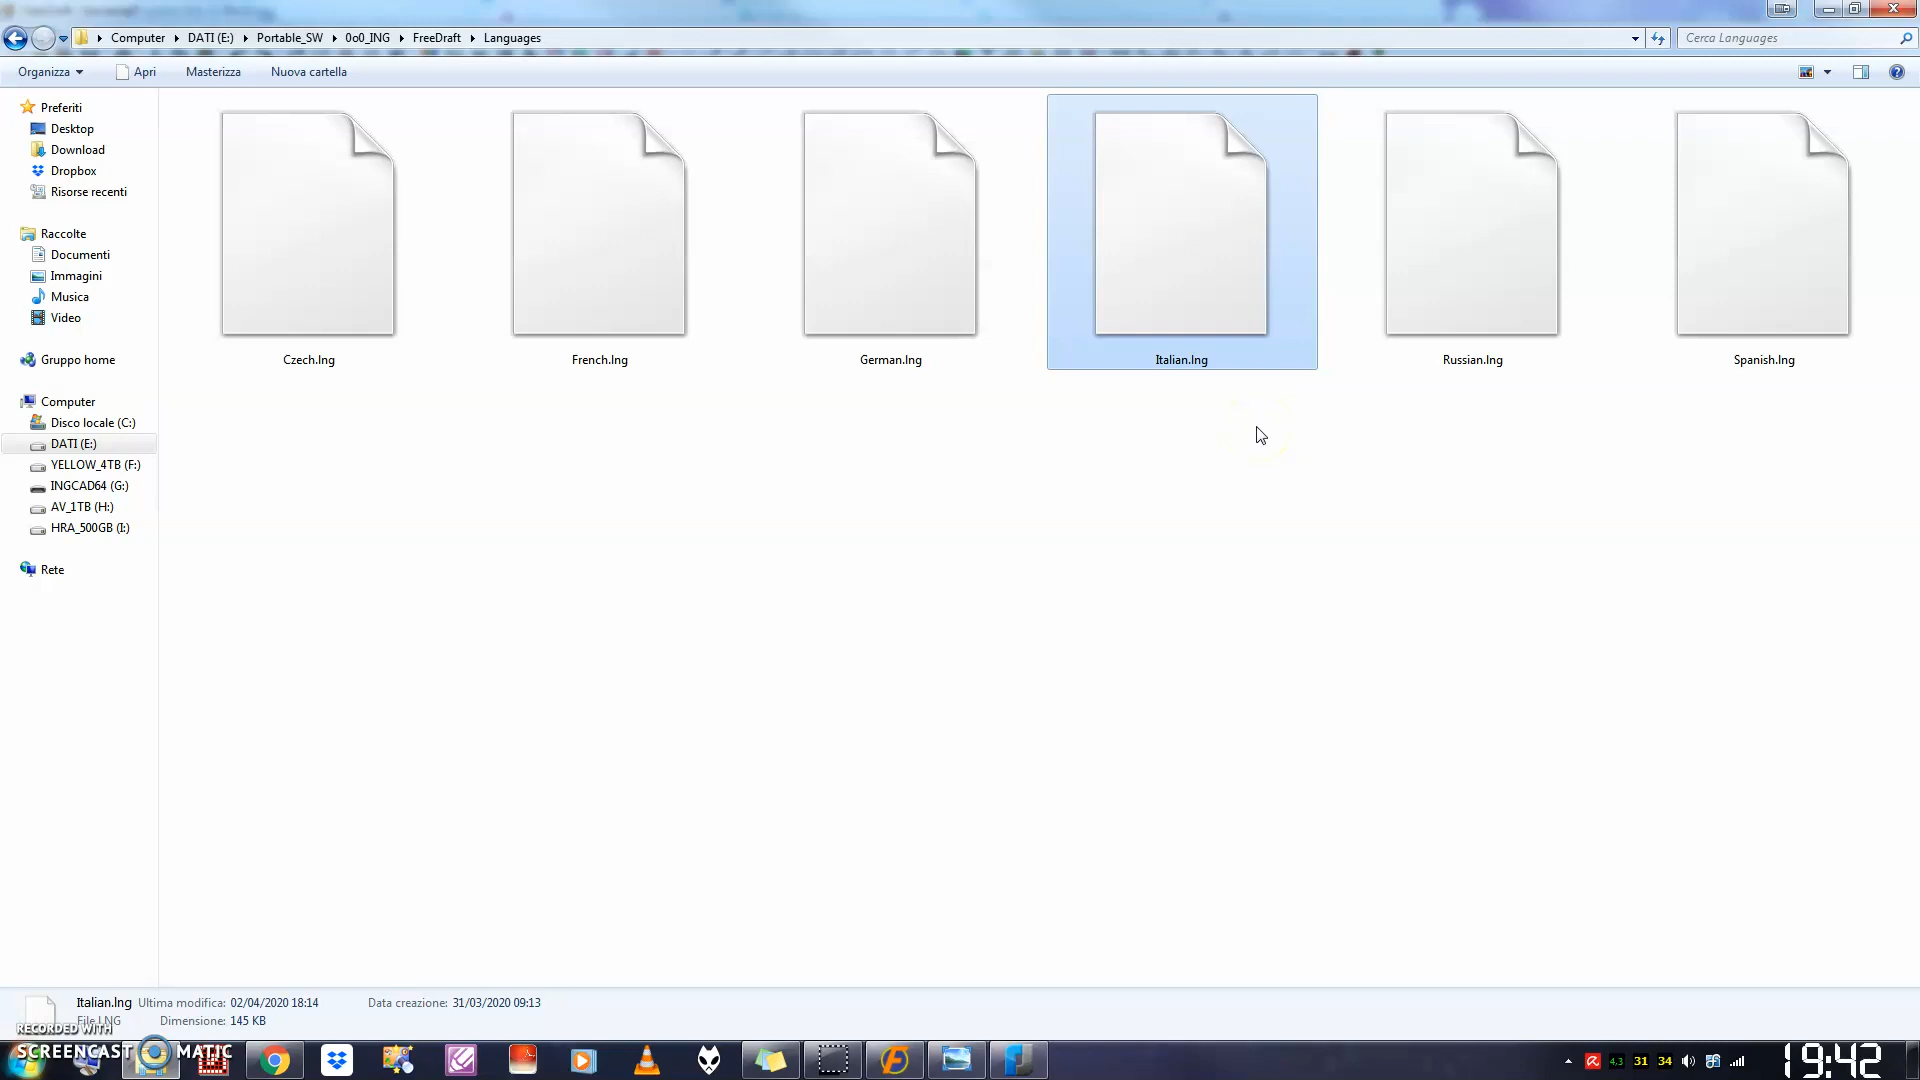 Computer DATI (E:) Portable_SW 0o0_ING FreeDraft Languages
Cerca Languages
Organizza Apri Masterizza Nuova cartella
Preferiti
Desktop
Download
Dropbox
Risorse recenti
Raccolte
Documenti
Immagini
Musica
Video
Gruppo home
Computer
Disco locale (C:)
DATI (E:)
YELLOW_4TB (F:)
INGCAD64 (G:)
AV_1TB (H:)
HRA_500GB (I:)
Rete
Czech.lng French.lng German.lng Italian.lng Russian.lng Spanish.lng
Italian.lng Ultima modifica: 02/04/2020 18:14 Data creazione: 31/03/2020 09:13
File LNG Dimensione: 145 KB
RECORDED WITH
SCREENCAST MATIC
4,3 31 34 19:42